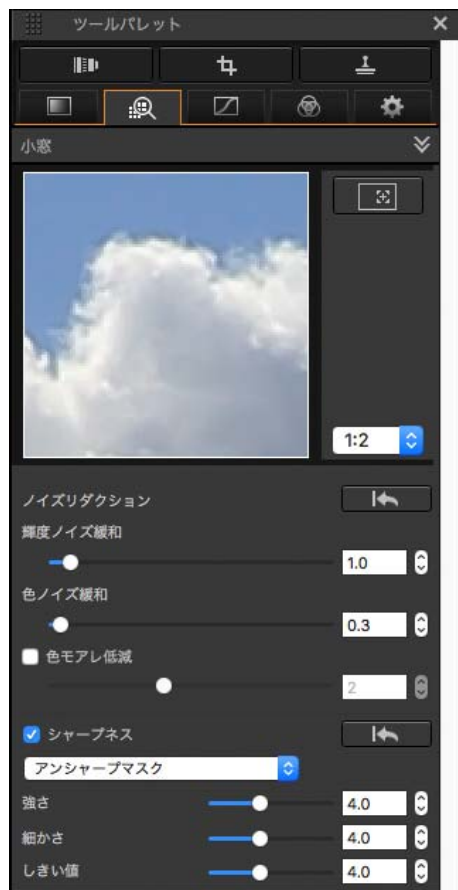 ツールパレット
小窓
1:2
ノイズリダクション
輝度ノイズ緩和
1.0
色ノイズ緩和
0.3
色モアレ低減
2
シャープネス
アンシャープマスク
強さ 4.0
細かさ 4.0
しきい値 4.0